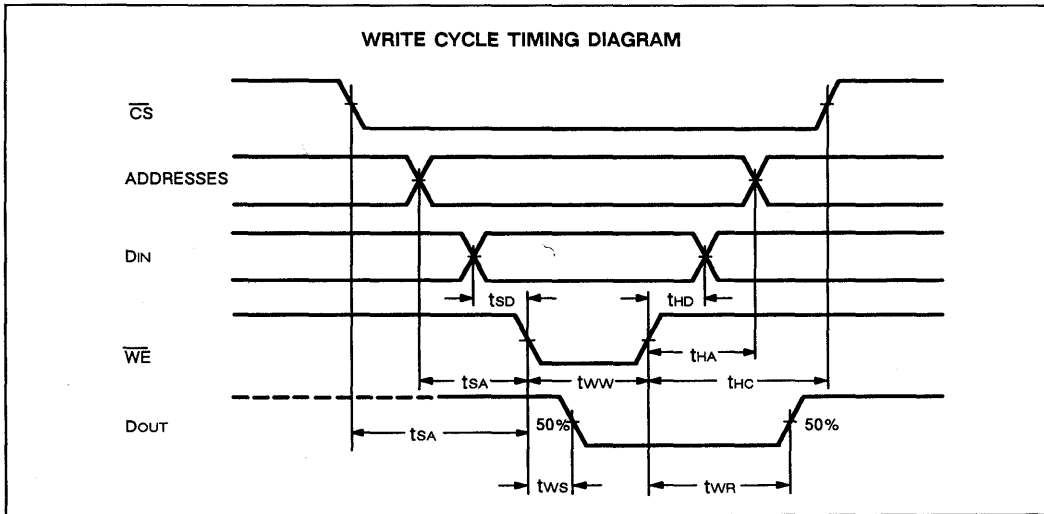 WRITE CYCLE TIMING DIAGRAM
CS
ADDRESSES
DIN
tSD
tHD
WE
tHA
tSA
tWW
tHC
DOUT
50%
50%
tSA
tWS
tWR